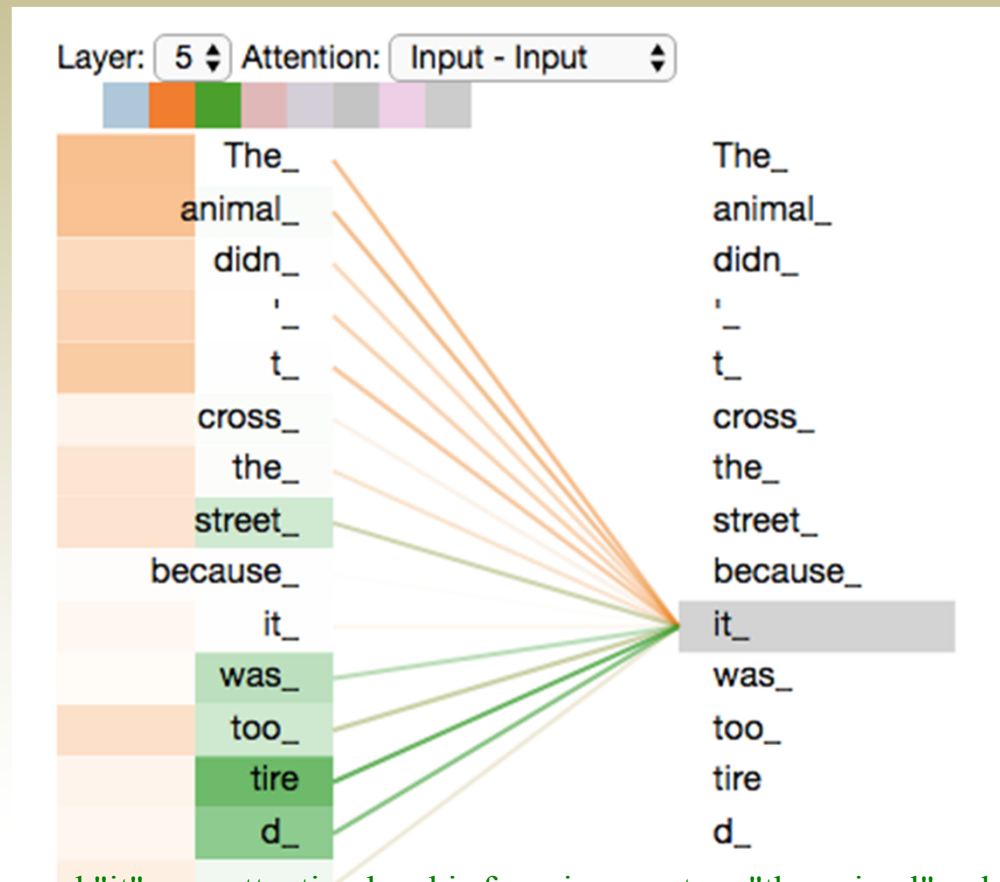 Layer: 5 Attention: Input - Input
The_ The_
animal_ animal_
didn_ didn_
'_ '_
t_ t_
cross_ cross_
the_ the_
street_ street_
because_ because_
it_ it_
was_ was_
too_ too_
tire tire
d_ d_